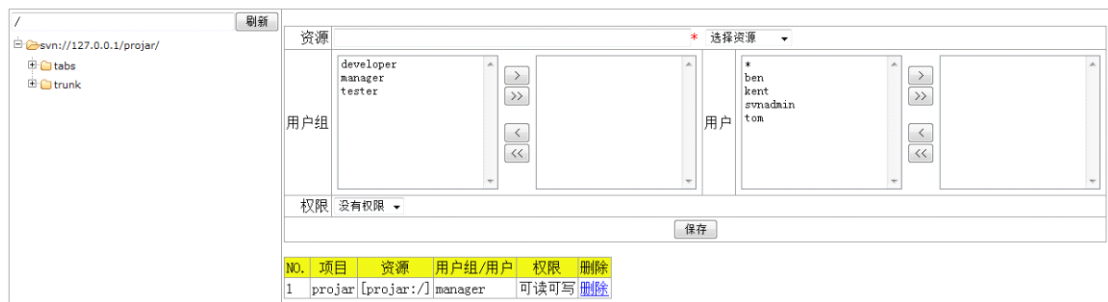 / 刷新
svn://127.0.0.1/projar/
tabs
trunk
资源 * 选择资源
用户组
developer
manager
tester
>
>>
<
<<
用户
*
ben
kent
svnadmin
tom
>
>>
<
<<
权限 没有权限
保存
NO. 项目 资源 用户组/用户 权限 删除
1 projar [projar:/] manager 可读可写 删除